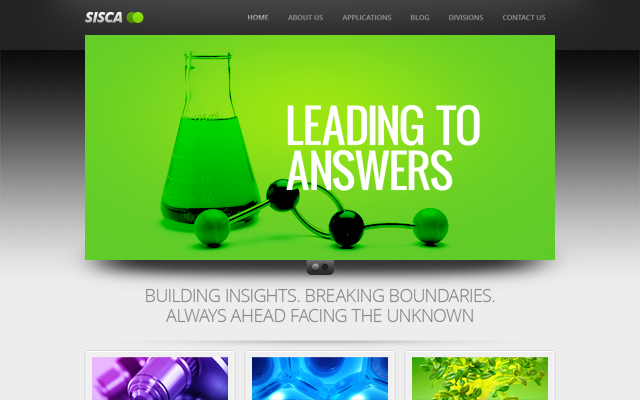 SISCA
HOME ABOUT US APPLICATIONS BLOG DIVISIONS CONTACT US
LEADING TO
ANSWERS
BUILDING INSIGHTS. BREAKING BOUNDARIES.
ALWAYS AHEAD FACING THE UNKNOWN